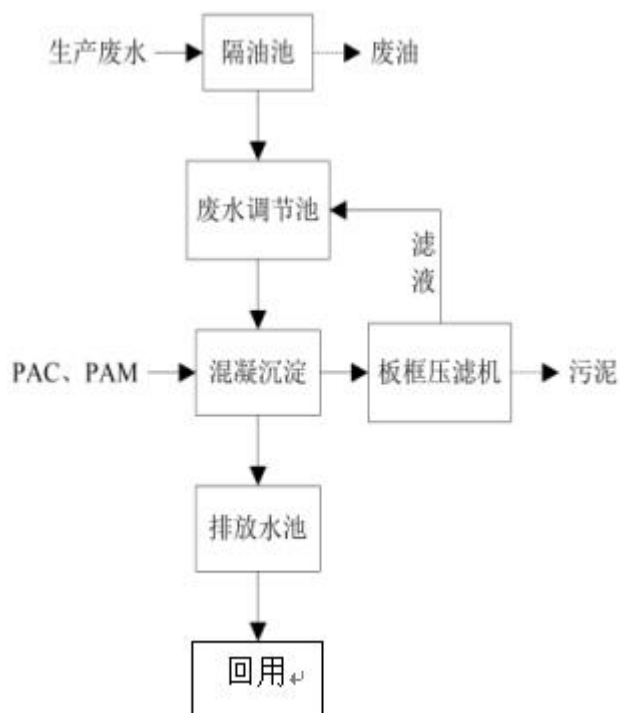 生产废水
隔油池
废油
废水调节池
滤液
PAC、PAM
混凝沉淀
板框压滤机
污泥
排放水池
回用↵